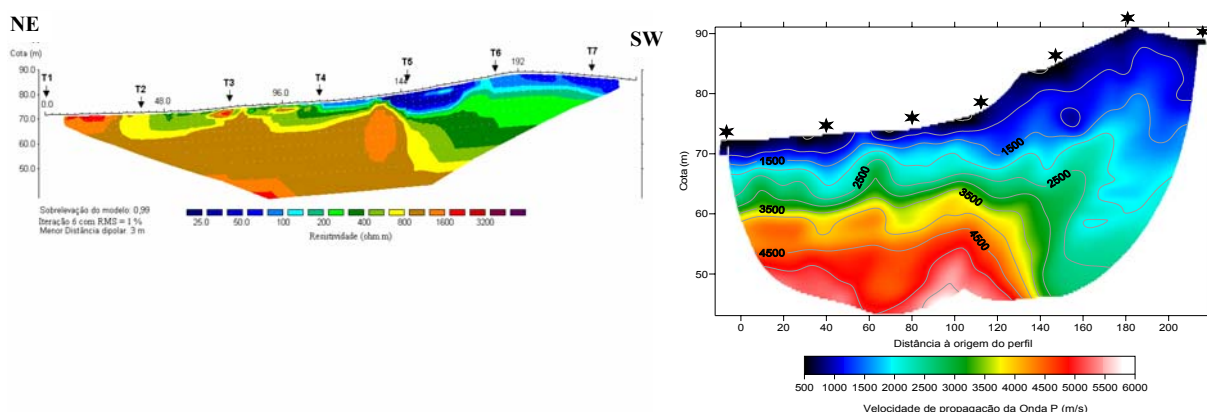 NE
Cota (m)
90.0
80.0
70.0
60.0
50.0
T1
T2
T3
T4
T5
T6
T7
0.0
48.0
96.0
144
192
Sobrelevação do modelo: 0,99
Iteração 6 com RMS = 1 %
Menor Distância dipolar. 3 m
25.0 50.0 100 200 400 800 1600 3200
Resistividade (ohm.m)
SW
Cota (m)
90
80
70
60
50
1500
2500
3500
4500
2500
3500
4500
1500
2500
0 20 40 60 80 100 120 140 160 180 200
Distância à origem do perfil
500 1000 1500 2000 2500 3000 3500 4000 4500 5000 5500 6000
Velocidade de propagação da Onda P (m/s)